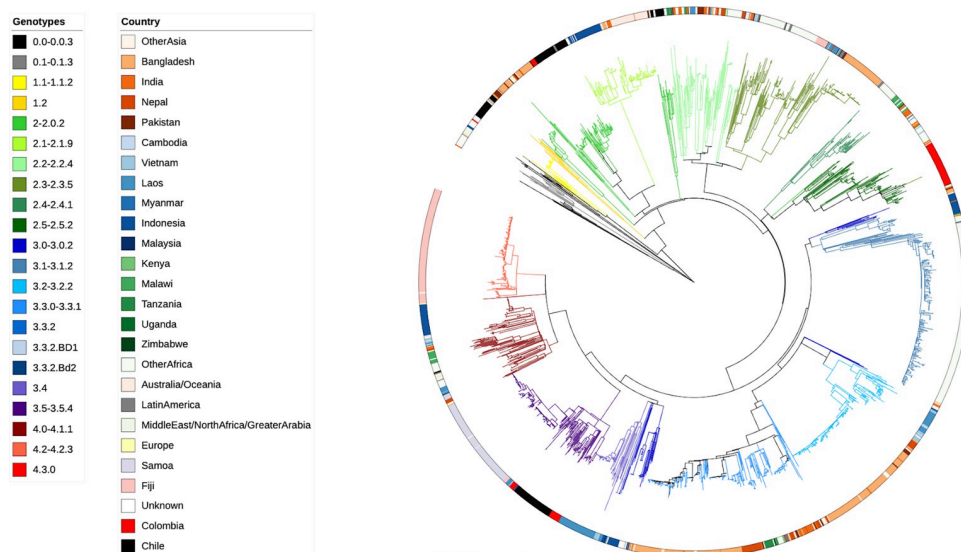 Genotypes
0.0-0.0.3
0.1-0.1.3
1.1-1.1.2
1.2
2-2.0.2
2.1-2.1.9
2.2-2.2.4
2.3-2.3.5
2.4-2.4.1
2.5-2.5.2
3.0-3.0.2
3.1-3.1.2
3.2-3.2.2
3.3.0-3.3.1
3.3.2
3.3.2.BD1
3.3.2.Bd2
3.4
3.5-3.5.4
4.0-4.1.1
4.2-4.2.3
4.3.0
Country
OtherAsia
Bangladesh
India
Nepal
Pakistan
Cambodia
Vietnam
Laos
Myanmar
Indonesia
Malaysia
Kenya
Malawi
Tanzania
Uganda
Zimbabwe
OtherAfrica
Australia/Oceania
LatinAmerica
MiddleEast/NorthAfrica/GreaterArabia
Europe
Samoa
Fiji
Unknown
Colombia
Chile